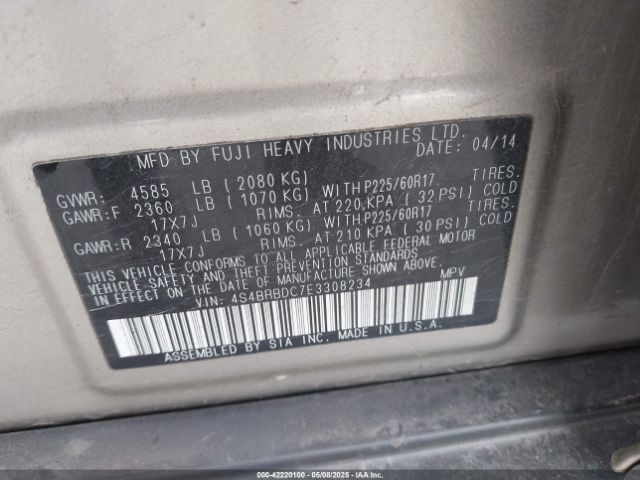 MFD BY FUJI HEAVY INDUSTRIES LTD.
DATE: 04/14
GVWR: 4585 LB ( 2080 KG)
GAWR:F 2360 LB ( 1070 KG) WITH P225/60R17 TIRES.
17X7J RIMS. AT 220 KPA ( 32 PSI) COLD
GAWR:R 2340 LB ( 1060 KG) WITH P225/60R17 TIRES.
17X7J RIMS. AT 210 KPA ( 30 PSI) COLD
THIS VEHICLE CONFORMS TO ALL APPLICABLE FEDERAL MOTOR
VEHICLE SAFETY AND THEFT PREVENTION STANDARDS
IN EFFECT ON THE DATE OF MANUFACTURE SHOWN ABOVE.
VIN: 4S4BRBDC7E3308234 MPV
ASSEMBLED BY SIA INC. MADE IN U.S.A.
000-42220100 - 05/08/2025 - IAAI.COM